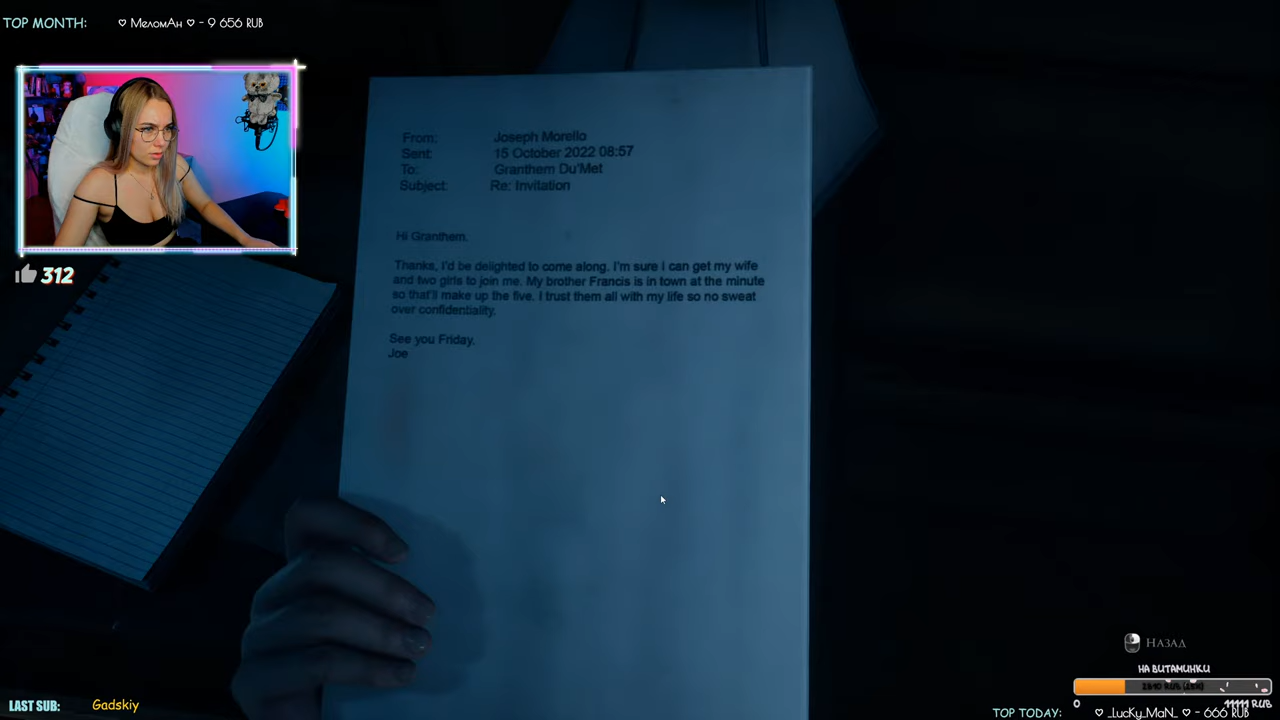 TOP MONTH: ♡ МеломАн ♡ - 9 656 RUB
312
From: Joseph Morello
Sent: 15 October 2022 08:57
To: Granthem Du'Met
Subject: Re: Invitation
Hi Granthem,
Thanks, I'd be delighted to come along. I'm sure I can get my wife
and two girls to join me. My brother Francis is in town at the minute
so that'll make up the five. I trust them all with my life so no sweat
over confidentiality.
See you Friday,
Joe
НАЗАД
НА ВИТАМИНКИ
0 11111 RUB
LAST SUB: Gadskiy
TOP TODAY: ♡ _lucKy_MaN_ ♡ - 666 RUB